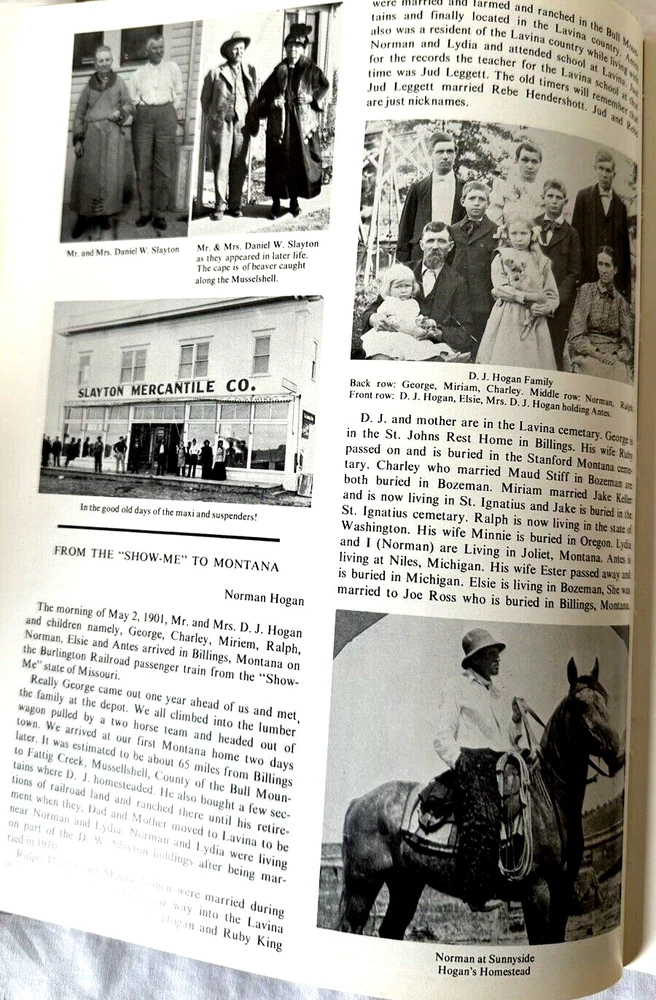 Mr. and Mrs. Daniel W. Slayton
Mr. & Mrs. Daniel W. Slayton
as they appeared in later life.
The cape is of beaver caught
along the Musselshell.
SLAYTON MERCANTILE CO.
In the good old days of the maxi and suspenders!
FROM THE "SHOW-ME" TO MONTANA
Norman Hogan
The morning of May 2, 1901, Mr. and Mrs. D. J. Hogan
and children namely, George, Charley, Miriem, Ralph,
Norman, Elsie and Antes arrived in Billings, Montana on
the Burlington Railroad passenger train from the "Show-
Me" state of Missouri.
Really George came out one year ahead of us and met
the family at the depot. We all climbed into the lumber
wagon pulled by a two horse team and headed out of
town. We arrived at our first Montana home two days
later. It was estimated to be about 65 miles from Billings
to Fattig Creek, Mussellshell, County of the Bull Moun-
tains where D. J. homesteaded. He also bought a few sec-
tions of railroad land and ranched there until his retire-
ment when they, Dad and Mother moved to Lavina to be
near Norman and Lydia. Norman and Lydia were living
on part of the D. W. Slayton holdings after being mar-
ried in 1910.
Ralph were married during
way into the Lavina
Hogan and Ruby King
were married and farmed and ranched in the Bull Moun-
tains and finally located in the Lavina country. Antes
also was a resident of the Lavina country while living with
Norman and Lydia and attended school at Lavina. Just
for the records the teacher for the Lavina school at that
time was Jud Leggett. The old timers will remember that
Jud Leggett married Rebe Hendershott. Jud and Rebe
are just nicknames.
D. J. Hogan Family
Back row: George, Miriam, Charley. Middle row: Norman, Ralph
Front row: D. J. Hogan, Elsie, Mrs. D. J. Hogan holding Antes.
D. J. and mother are in the Lavina cemetary. George is
in the St. Johns Rest Home in Billings. His wife Ruby
passed on and is buried in the Stanford Montana ceme-
tary. Charley who married Maud Stiff in Bozeman are
both buried in Bozeman. Miriam married Jake Keller
and is now living in St. Ignatius and Jake is buried in the
St. Ignatius cemetary. Ralph is now living in the state of
Washington. His wife Minnie is buried in Oregon. Lydia
and I (Norman) are Living in Joliet, Montana. Antes is
living at Niles, Michigan. His wife Ester passed away and
is buried in Michigan. Elsie is living in Bozeman, She was
married to Joe Ross who is buried in Billings, Montana.
Norman at Sunnyside
Hogan's Homestead